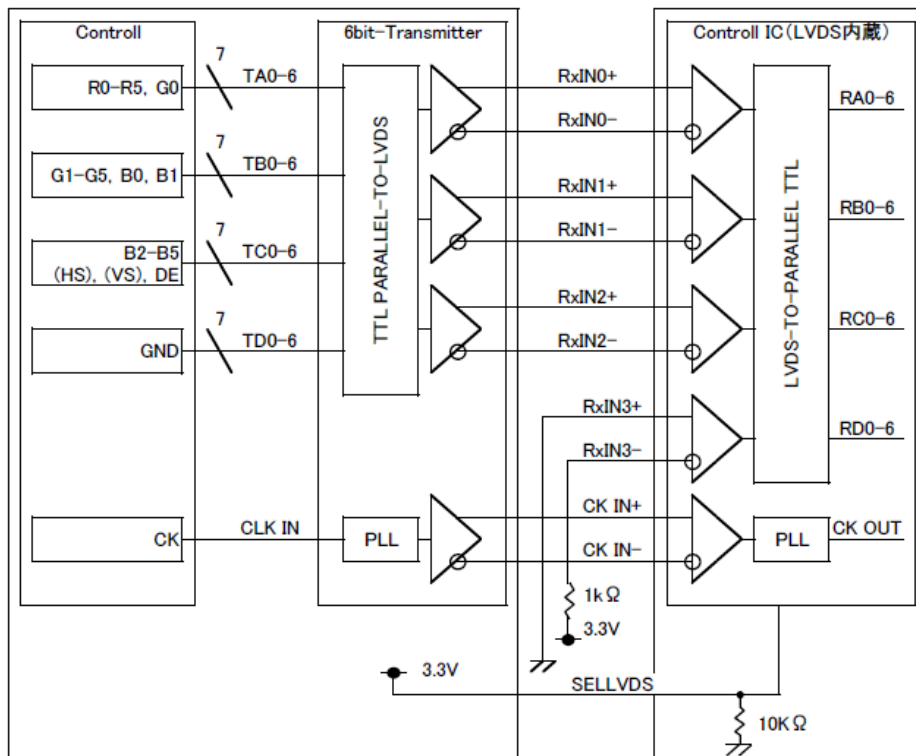 Controll
6bit-Transmitter
Controll IC(LVDS内蔵)
R0-R5, G0
7
TA0-6
RxIN0+
RxIN0-
RA0-6
G1-G5, B0, B1
7
TB0-6
RxIN1+
RxIN1-
RB0-6
B2-B5
(HS), (VS), DE
7
TC0-6
RxIN2+
RxIN2-
RC0-6
GND
7
TD0-6
RxIN3+
RxIN3-
RD0-6
TTL PARALLEL-TO-LVDS
LVDS-TO-PARALLEL TTL
CK
CLK IN
PLL
CK IN+
CK IN-
PLL
CK OUT
1kΩ
3.3V
3.3V
SELLVDS
10KΩ